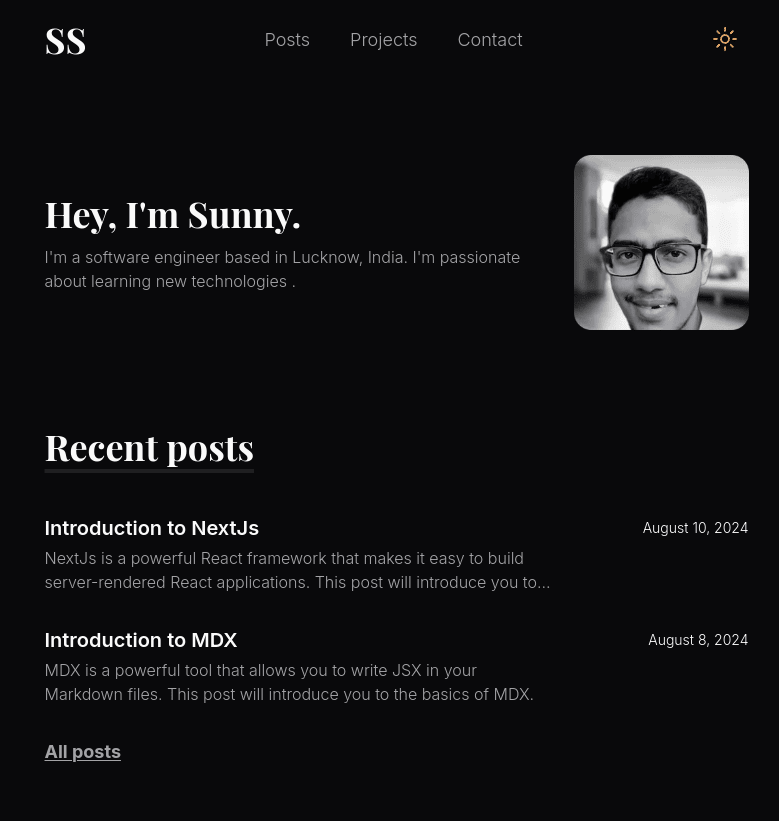 SS
Posts Projects Contact
Hey, I'm Sunny.
I'm a software engineer based in Lucknow, India. I'm passionate
about learning new technologies .
Recent posts
Introduction to NextJs
August 10, 2024
NextJs is a powerful React framework that makes it easy to build
server-rendered React applications. This post will introduce you to...
Introduction to MDX
August 8, 2024
MDX is a powerful tool that allows you to write JSX in your
Markdown files. This post will introduce you to the basics of MDX.
All posts